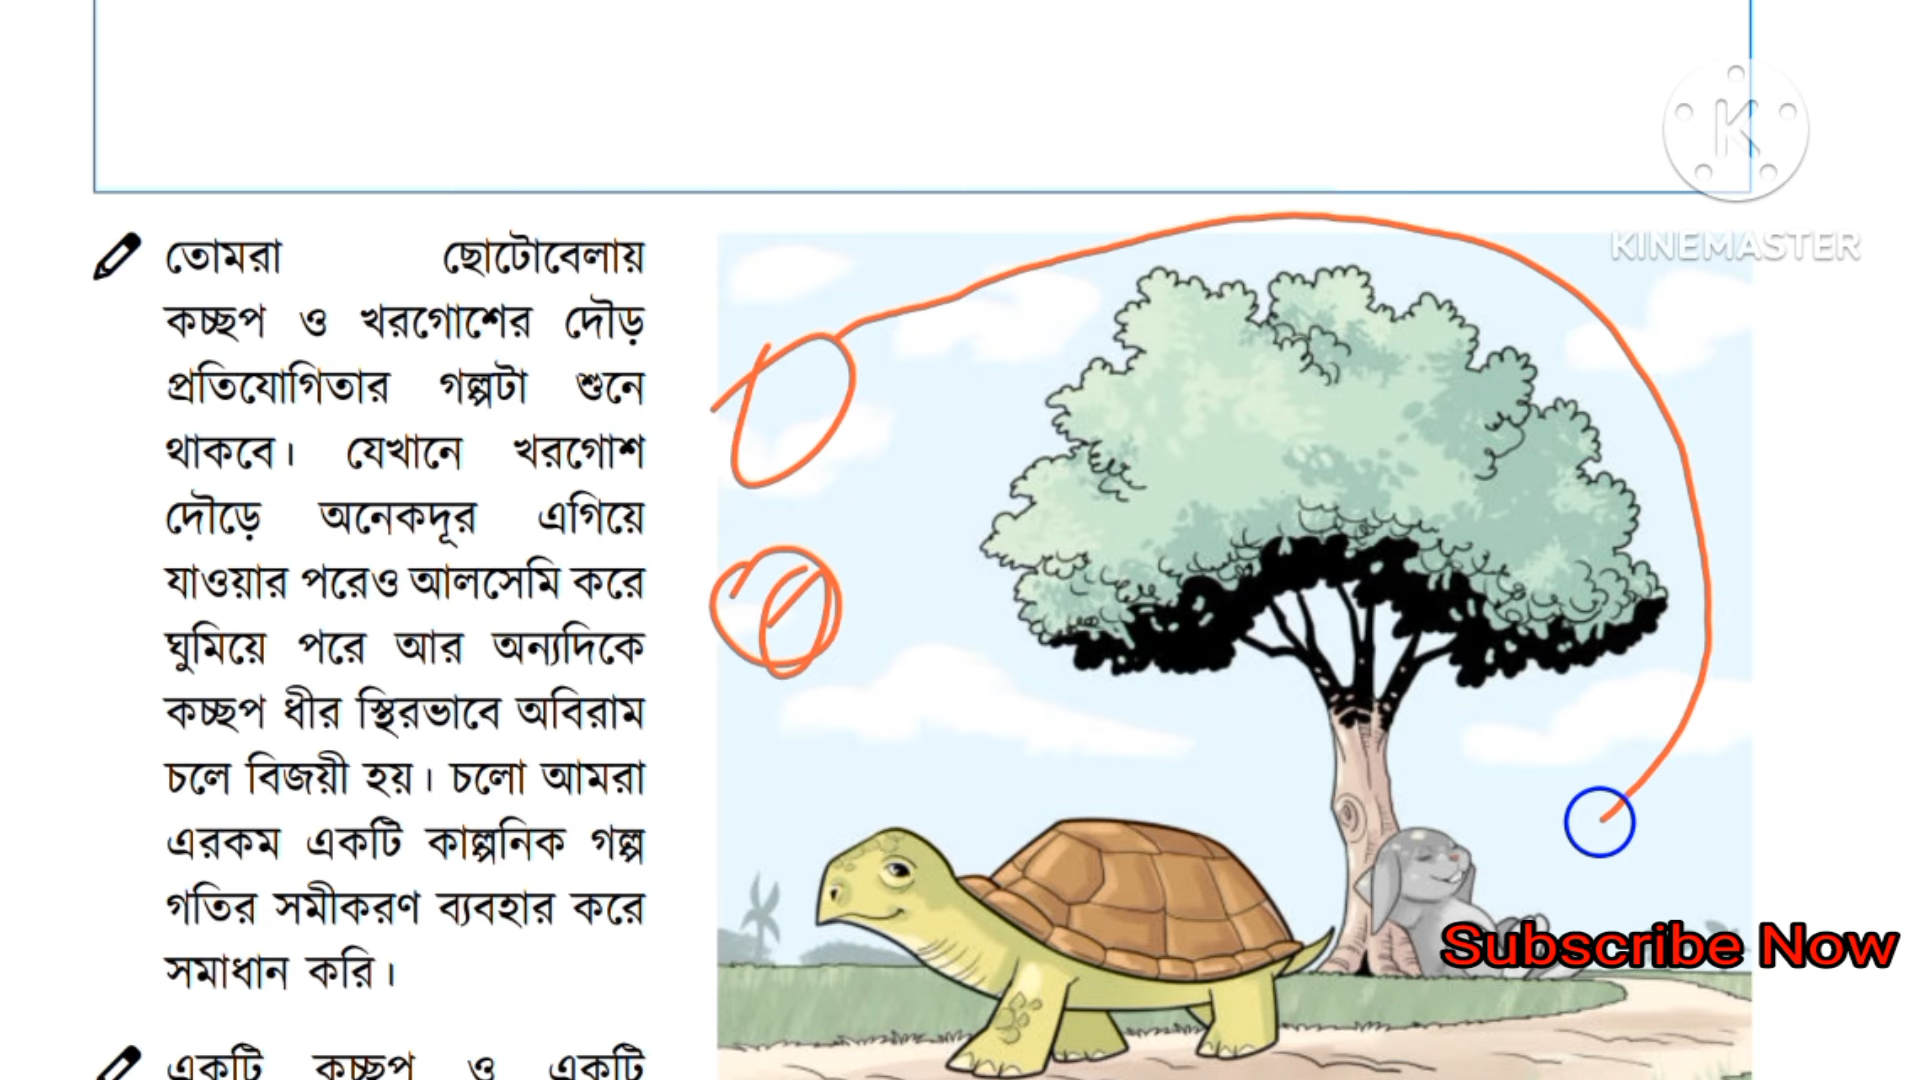 KINEMASTER
তোমরা ছোটোবেলায়
কচ্ছপ ও খরগোশের দৌড়
প্রতিযোগিতার গল্পটা শুনে
থাকবে। যেখানে খরগোশ
দৌড়ে অনেকদূর এগিয়ে
যাওয়ার পরেও আলসেমি করে
ঘুমিয়ে পরে আর অন্যদিকে
কচ্ছপ ধীর স্থিরভাবে অবিরাম
চলে বিজয়ী হয়। চলো আমরা
এরকম একটি কাল্পনিক গল্প
গতির সমীকরণ ব্যবহার করে
সমাধান করি।
একটি কচ্ছপ ও একটি
Subscribe Now